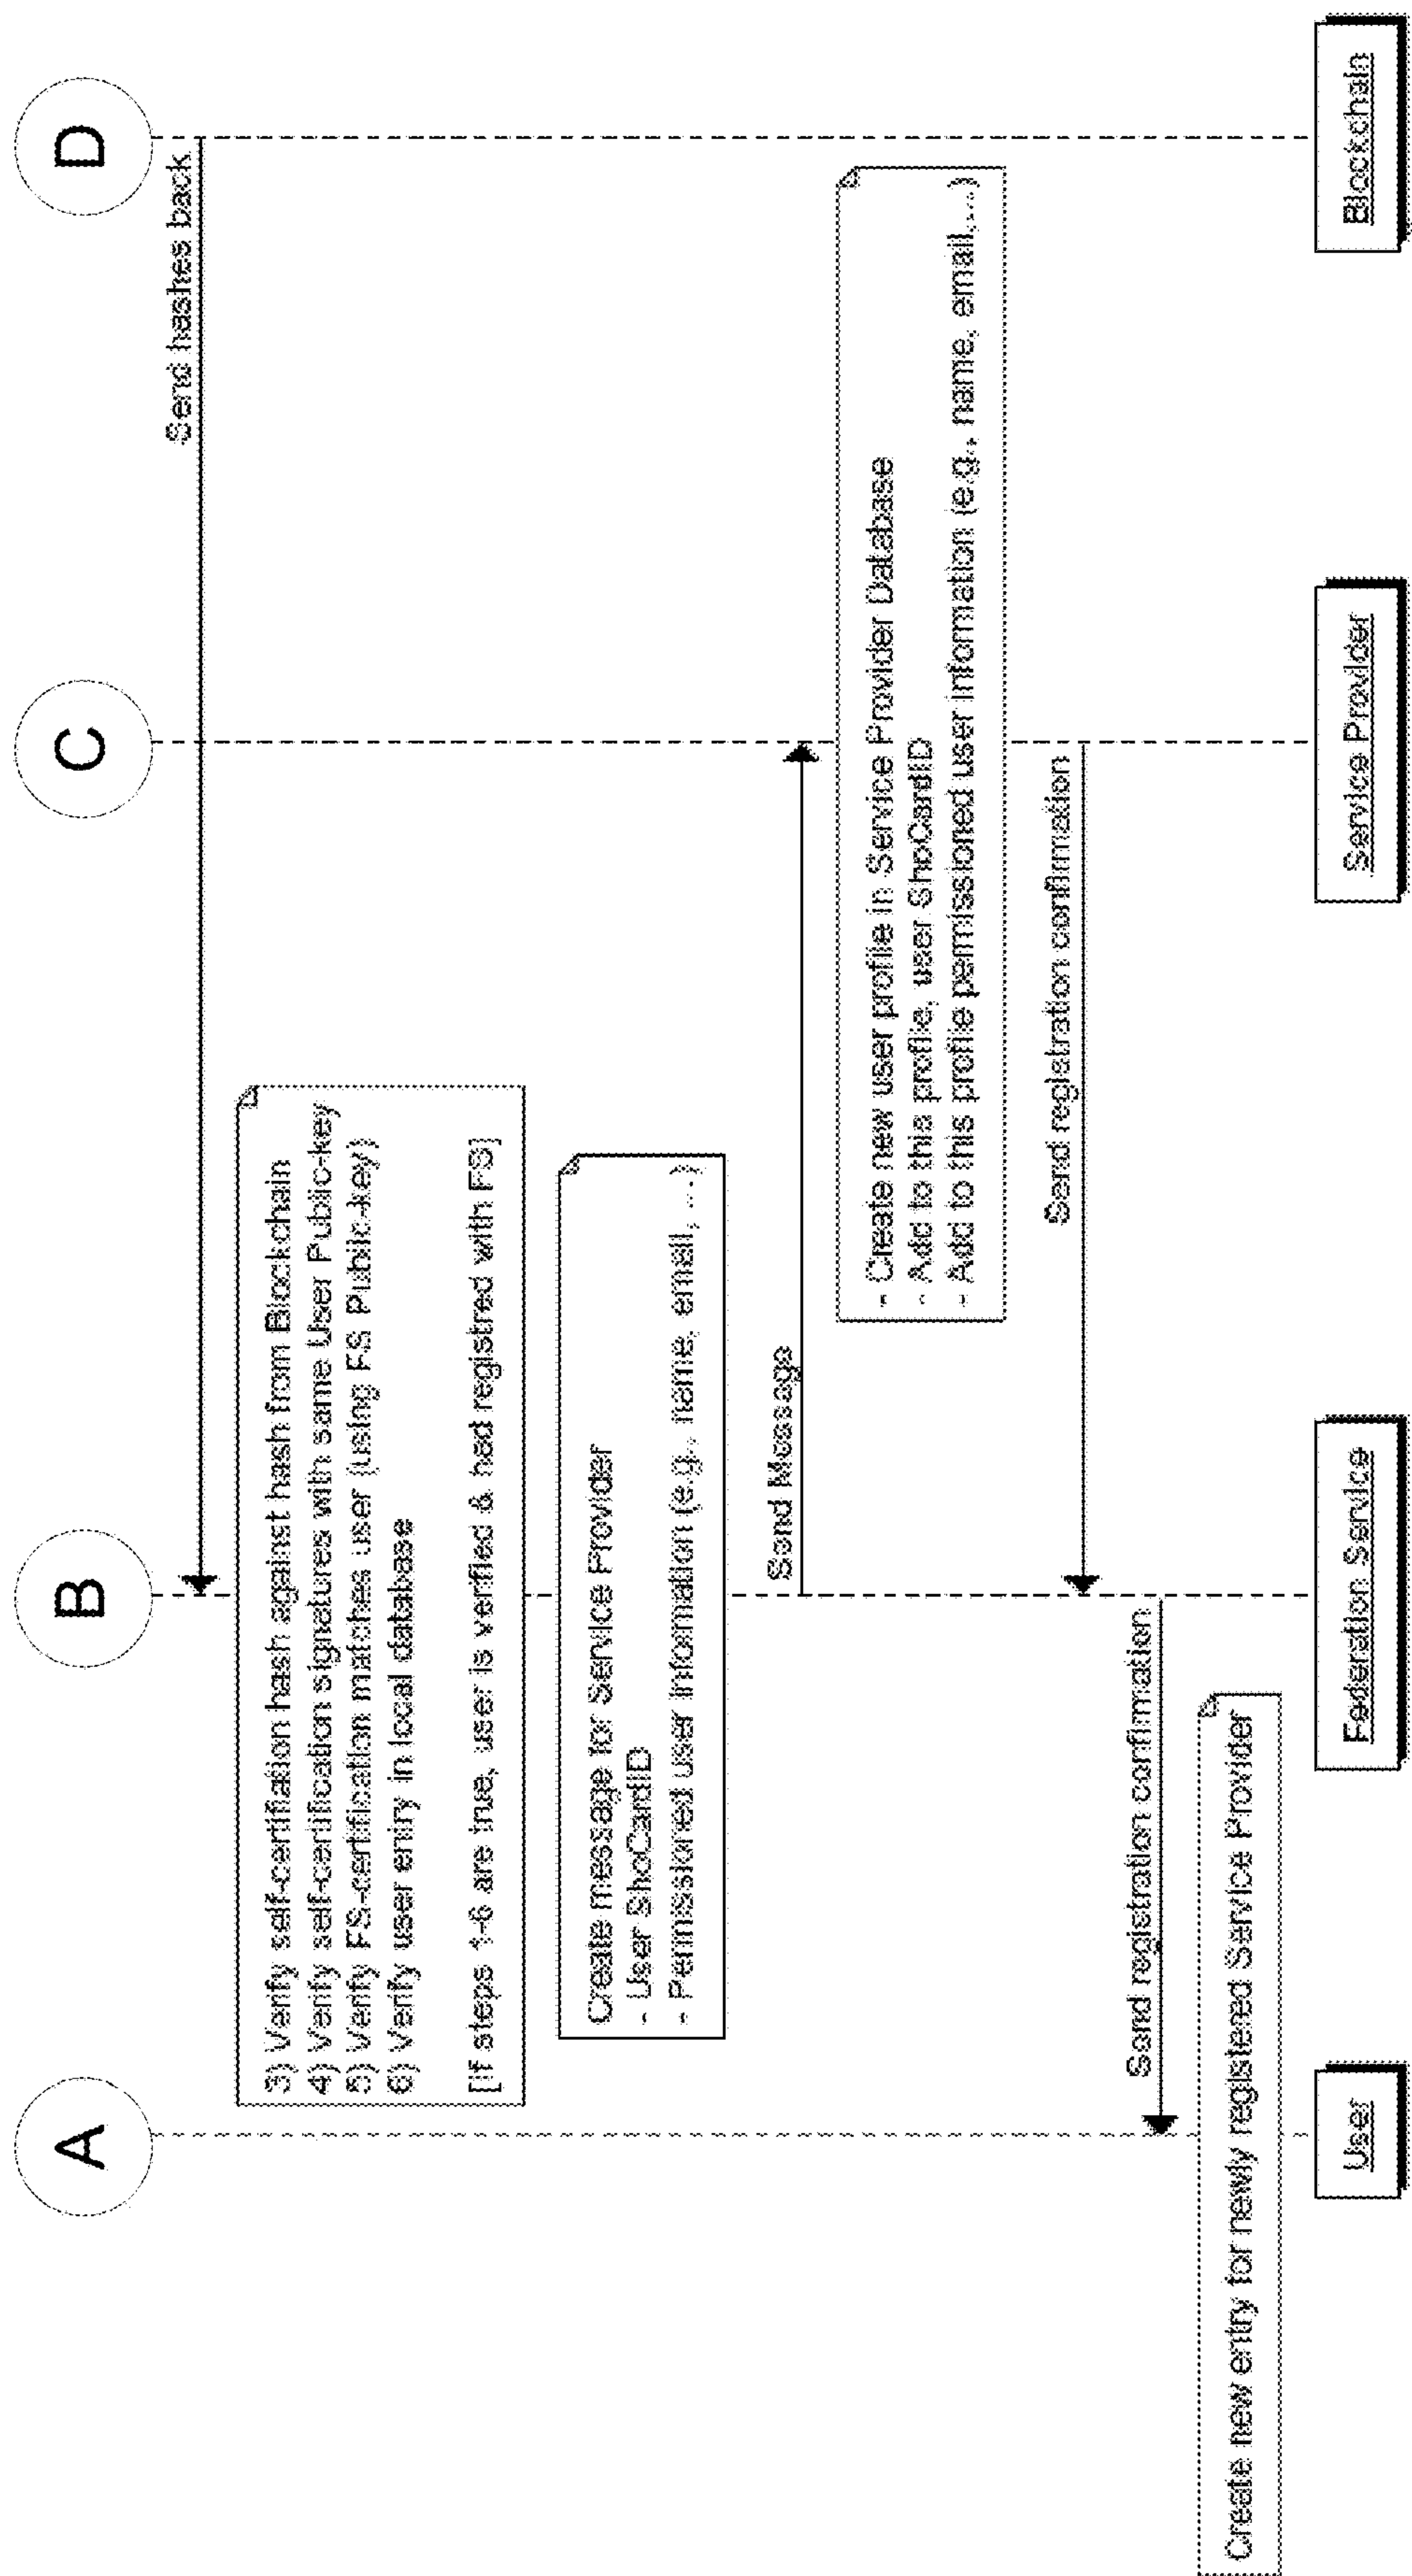 A
B
C
D
Send hashes back
3) Verify self-certifiation hash against hash from Blockchain
4) Verify self-certification signatures with same User Public-key
5) Verify FS-certification matches user (using FS Public-key)
6) Verify user entry in local database
[If steps 1-6 are true, user is verified & had registred with FS]
Create message for Service Provider
- User ShoCardID
- Permissioned user information (e.g., name, email, ...)
Send Message
- Create new user profile in Service Provider Database
- Add to this profile, user ShoCardID
- Add to this profile permissioned user information (e.g., name, email,...)
Send registration confirmation
Send registration confirmation
Create new entry for newly registered Service Provider
User
Federation Service
Service Provider
Blockchain